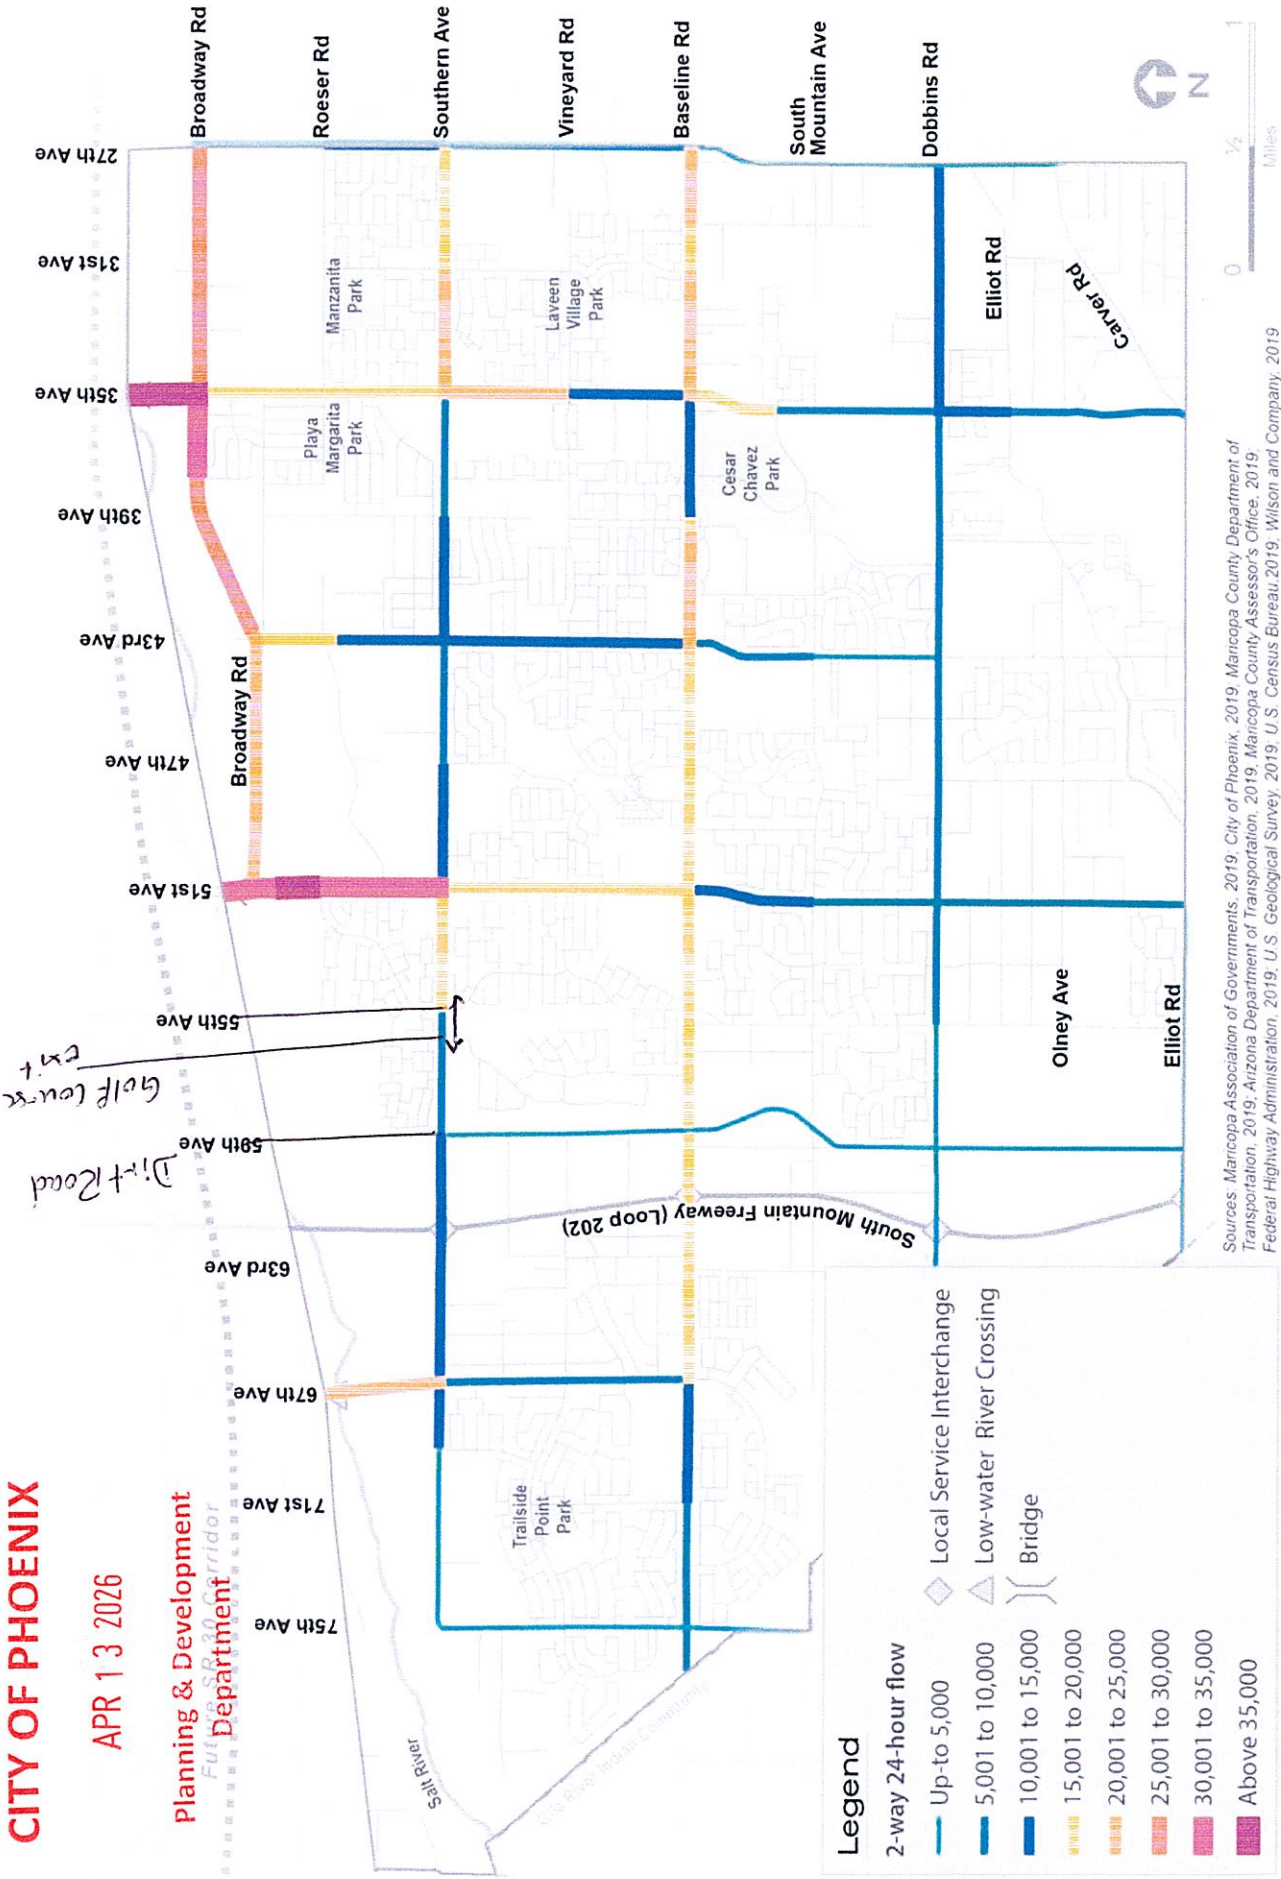 CITY OF PHOENIX
APR 13 2026
Planning & Development
Department
Future SR 30 Corridor
Salt River
Gila River Indian Community
75th Ave
71st Ave
67th Ave
63rd Ave
59th Ave
55th Ave
51st Ave
47th Ave
43rd Ave
39th Ave
35th Ave
31st Ave
27th Ave
Dirt Road
Golf Course
exit
Broadway Rd
Broadway Rd
Roeser Rd
Southern Ave
Vineyard Rd
Baseline Rd
South
Mountain Ave
Dobbins Rd
Elliot Rd
Carver Rd
Olney Ave
Elliot Rd
Manzanita
Park
Playa
Margarita
Park
Laveen
Village
Park
Cesar
Chavez
Park
Trailside
Point
Park
South Mountain Freeway (Loop 202)
N
0 ½ 1
Miles
Legend
2-way 24-hour flow
Up-to 5,000
5,001 to 10,000
10,001 to 15,000
15,001 to 20,000
20,001 to 25,000
25,001 to 30,000
30,001 to 35,000
Above 35,000
Local Service Interchange
Low-water River Crossing
Bridge
Sources: Maricopa Association of Governments, 2019; City of Phoenix, 2019, Maricopa County Department of
Transportation, 2019; Arizona Department of Transportation, 2019, Maricopa County Assessor's Office, 2019;
Federal Highway Administration, 2019; U.S. Geological Survey, 2019; U.S. Census Bureau,2019; Wilson and Company, 2019